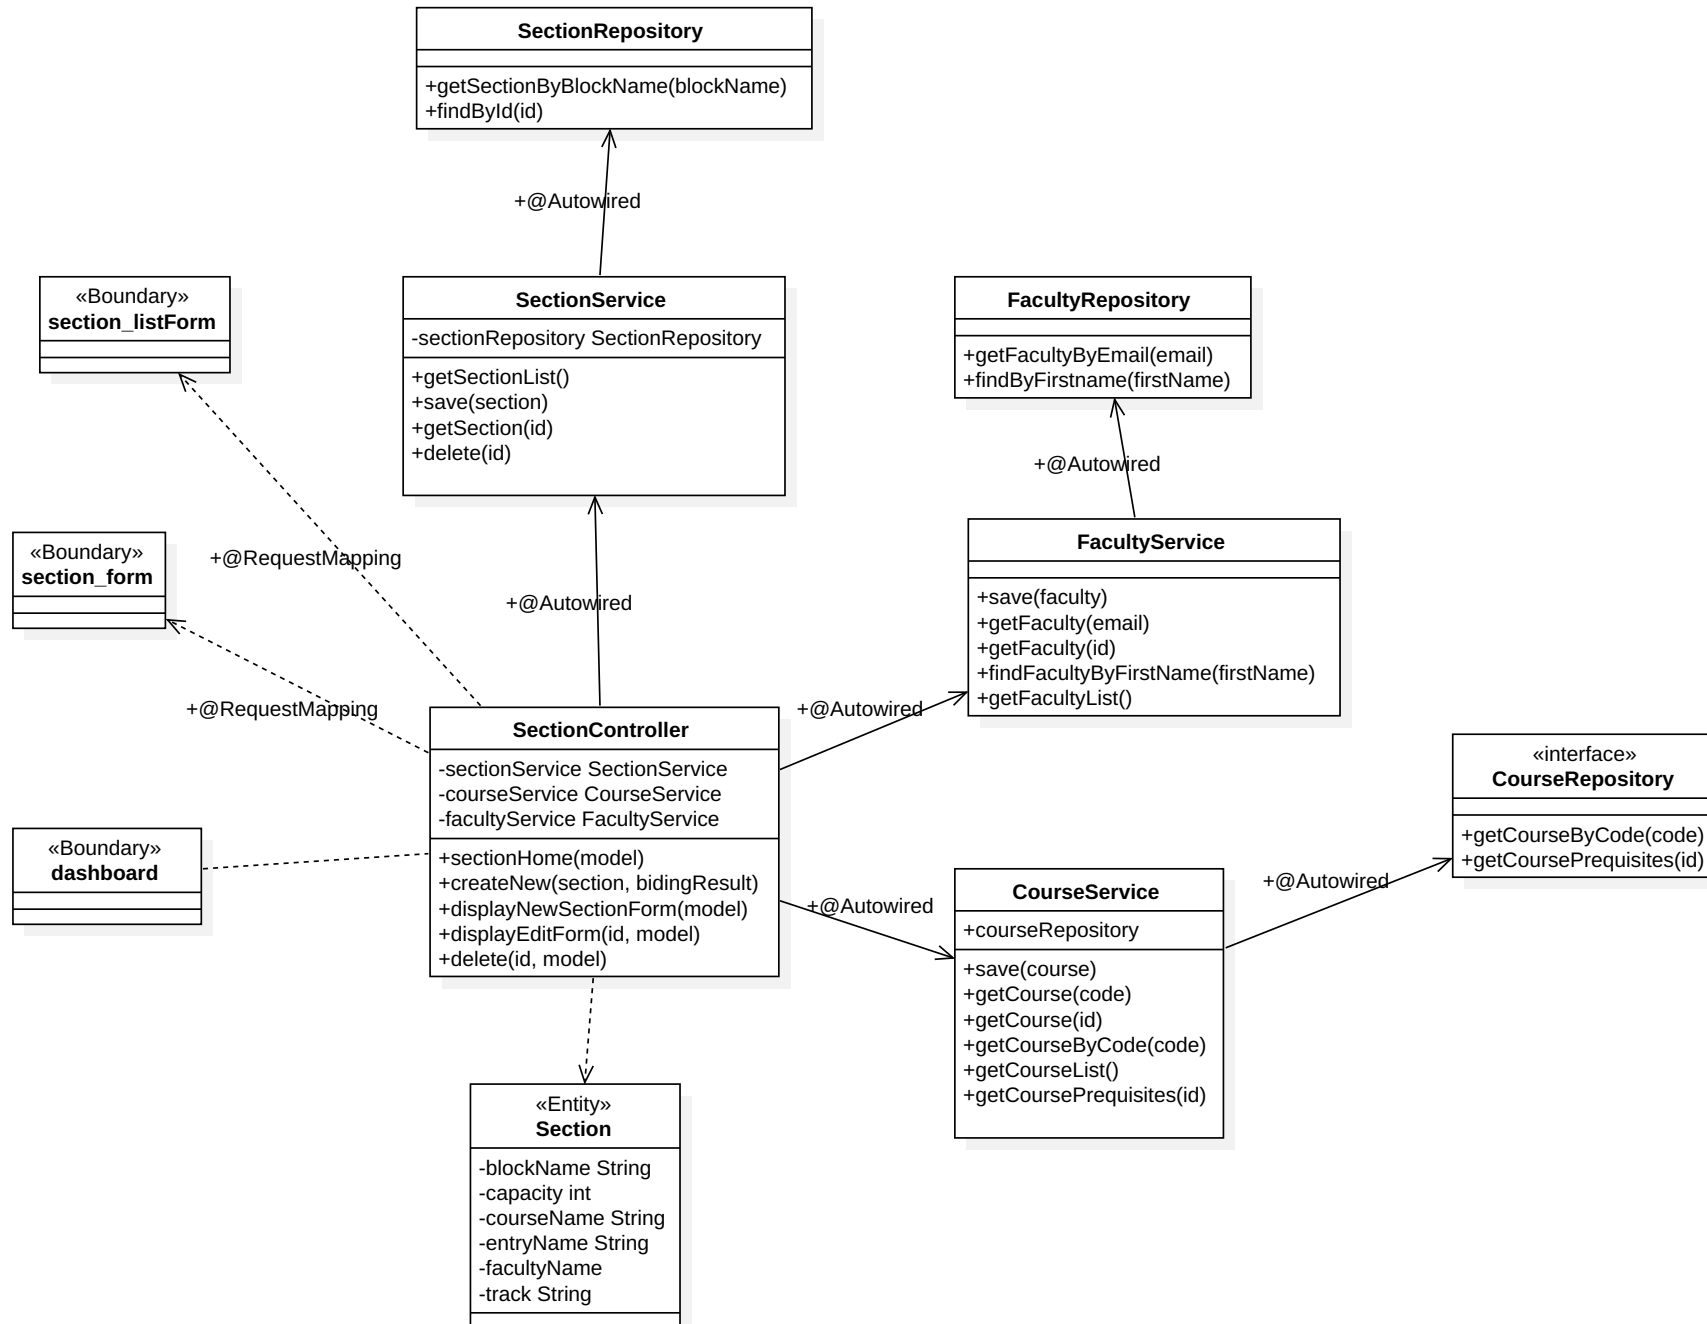 SectionRepository
+getSectionByBlockName(blockName)
+findById(id)
+@Autowired
«Boundary»
section_listForm
SectionService
-sectionRepository SectionRepository
+getSectionList()
+save(section)
+getSection(id)
+delete(id)
FacultyRepository
+getFacultyByEmail(email)
+findByFirstname(firstName)
+@Autowired
«Boundary»
section_form
+@RequestMapping
+@Autowired
FacultyService
+save(faculty)
+getFaculty(email)
+getFaculty(id)
+findFacultyByFirstName(firstName)
+getFacultyList()
+@RequestMapping
+@Autowired
SectionController
-sectionService SectionService
-courseService CourseService
-facultyService FacultyService
+sectionHome(model)
+createNew(section, bidingResult)
+displayNewSectionForm(model)
+displayEditForm(id, model)
+delete(id, model)
«interface»
CourseRepository
+getCourseByCode(code)
+getCoursePrequisites(id)
«Boundary»
dashboard
+@Autowired
+@Autowired
CourseService
+courseRepository
+save(course)
+getCourse(code)
+getCourse(id)
+getCourseByCode(code)
+getCourseList()
+getCoursePrequisites(id)
«Entity»
Section
-blockName String
-capacity int
-courseName String
-entryName String
-facultyName
-track String